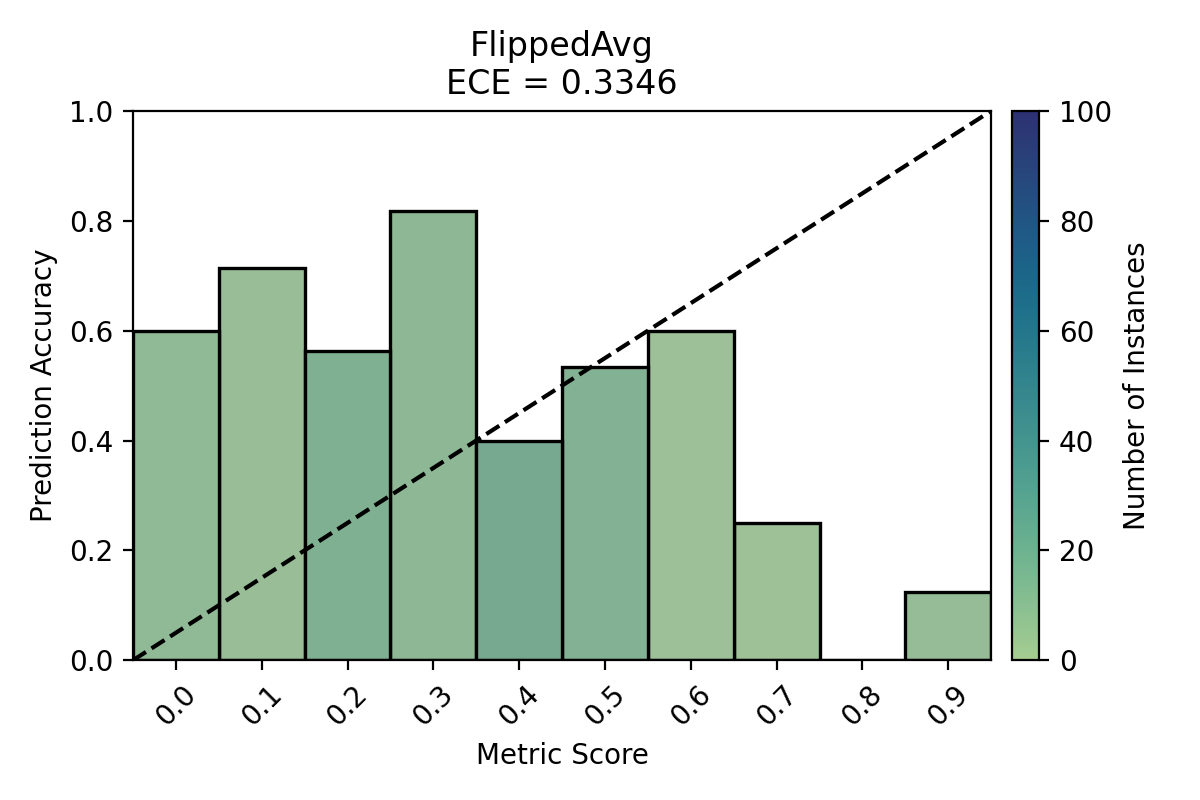 FlippedAvg
ECE = 0.3346
1.0
0.8
0.6
0.4
0.2
0.0
Prediction Accuracy
0.0 0.1 0.2 0.3 0.4 0.5 0.6 0.7 0.8 0.9
Metric Score
100
80
60
40
20
0
Number of Instances